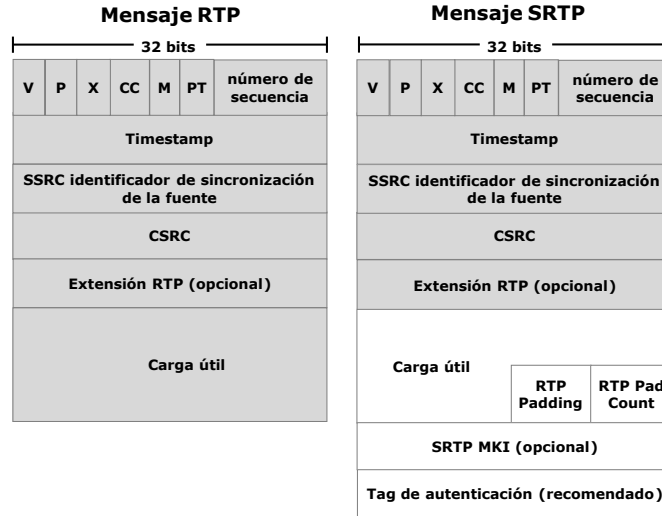 Mensaje RTP
32 bits
V P X CC M PT número de
secuencia
Timestamp
SSRC identificador de sincronización
de la fuente
CSRC
Extensión RTP (opcional)
Carga útil
Mensaje SRTP
32 bits
V P X CC M PT número de
secuencia
Timestamp
SSRC identificador de sincronización
de la fuente
CSRC
Extensión RTP (opcional)
Carga útil
RTP
Padding
RTP Pad
Count
SRTP MKI (opcional)
Tag de autenticación (recomendado)